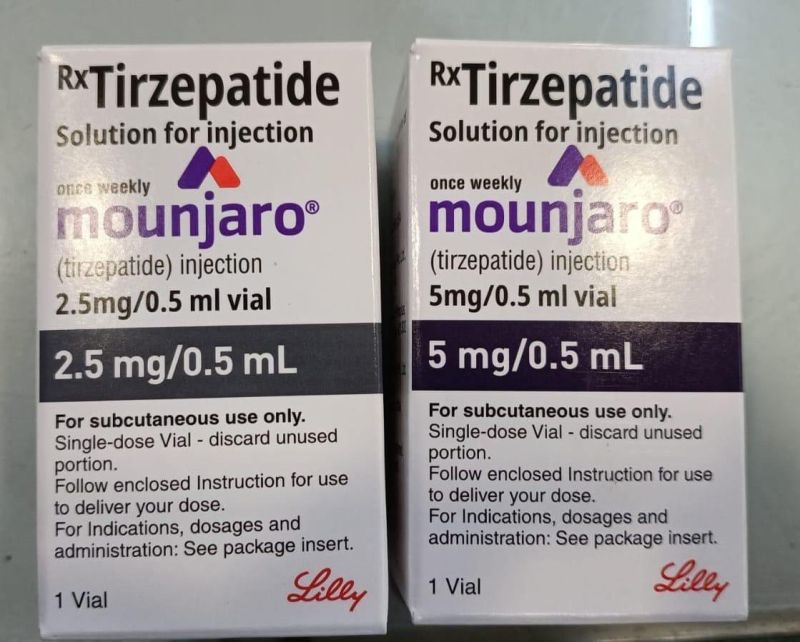 RxTirzepatide
Solution for injection
once weekly
mounjaro®
(tirzepatide) injection
2.5mg/0.5 ml vial
2.5 mg/0.5 mL
For subcutaneous use only.
Single-dose Vial - discard unused
portion.
Follow enclosed Instruction for use
to deliver your dose.
For Indications, dosages and
administration: See package insert.
1 Vial
Lilly
RxTirzepatide
Solution for injection
once weekly
mounjaro®
(tirzepatide) injection
5mg/0.5 ml vial
5 mg/0.5 mL
For subcutaneous use only.
Single-dose Vial - discard unused
portion.
Follow enclosed Instruction for use
to deliver your dose.
For Indications, dosages and
administration: See package insert.
1 Vial
Lilly